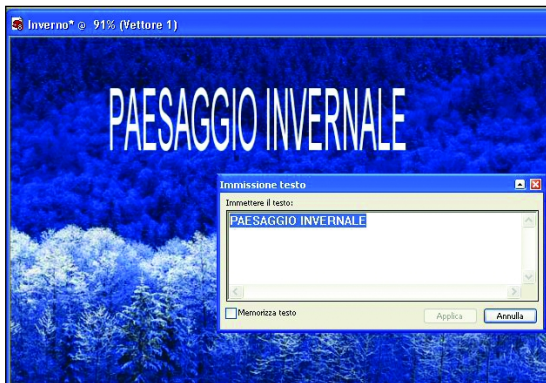 Inverno* @ 91% (Vettore 1)
PAESAGGIO INVERNALE
Immissione testo
Immettere il testo:
PAESAGGIO INVERNALE
Memorizza testo
Applica
Annulla